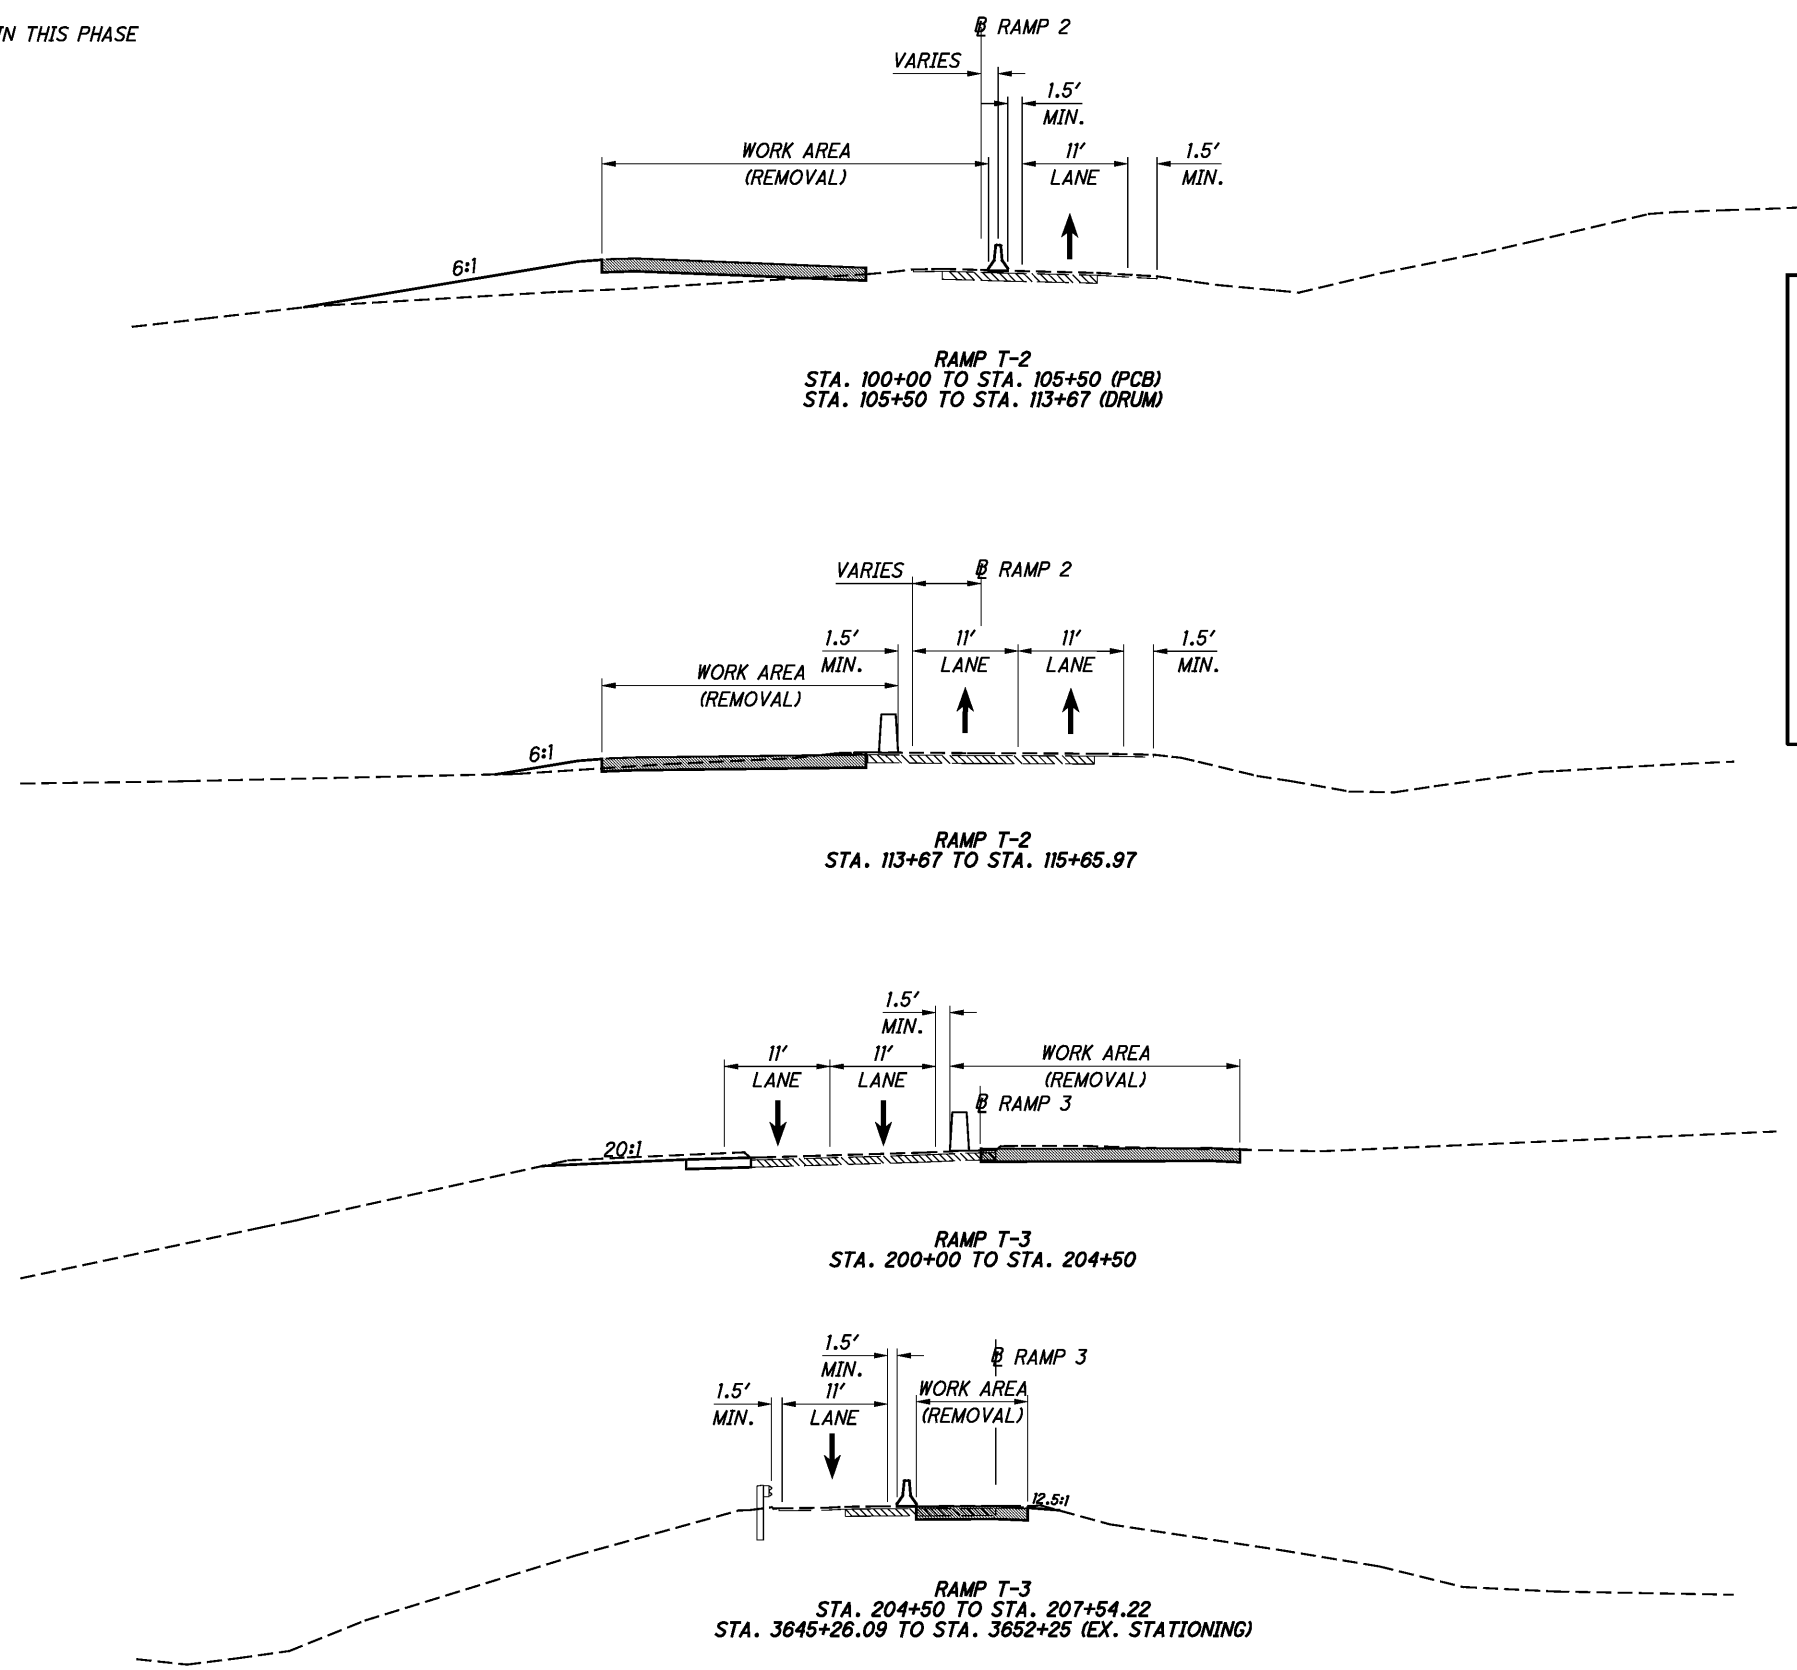 IN THIS PHASE
℄ RAMP 2
VARIES
1.5'
MIN.
WORK AREA
(REMOVAL)
11'
LANE
1.5'
MIN.
6:1
RAMP T-2
STA. 100+00 TO STA. 105+50 (PCB)
STA. 105+50 TO STA. 113+67 (DRUM)
VARIES
℄ RAMP 2
1.5'
MIN.
11'
LANE
11'
LANE
1.5'
MIN.
WORK AREA
(REMOVAL)
6:1
RAMP T-2
STA. 113+67 TO STA. 115+65.97
1.5'
MIN.
11'
LANE
11'
LANE
WORK AREA
(REMOVAL)
℄ RAMP 3
20:1
RAMP T-3
STA. 200+00 TO STA. 204+50
1.5'
MIN.
℄ RAMP 3
1.5'
MIN.
11'
LANE
WORK AREA
(REMOVAL)
12.5:1
RAMP T-3
STA. 204+50 TO STA. 207+54.22
STA. 3645+26.09 TO STA. 3652+25 (EX. STATIONING)